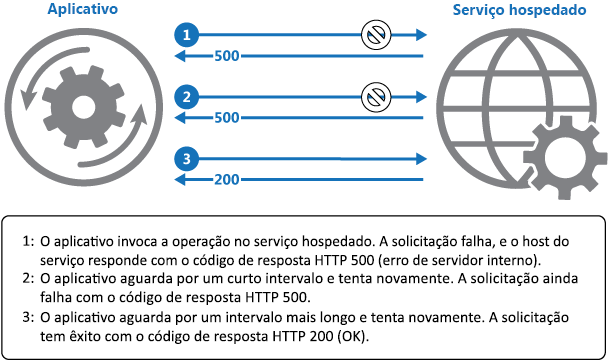 Aplicativo
Serviço hospedado
1
500
2
500
3
200
1: O aplicativo invoca a operação no serviço hospedado. A solicitação falha, e o host do
serviço responde com o código de resposta HTTP 500 (erro de servidor interno).
2: O aplicativo aguarda por um curto intervalo e tenta novamente. A solicitação ainda
falha com o código de resposta HTTP 500.
3: O aplicativo aguarda por um intervalo mais longo e tenta novamente. A solicitação
tem êxito com o código de resposta HTTP 200 (OK).